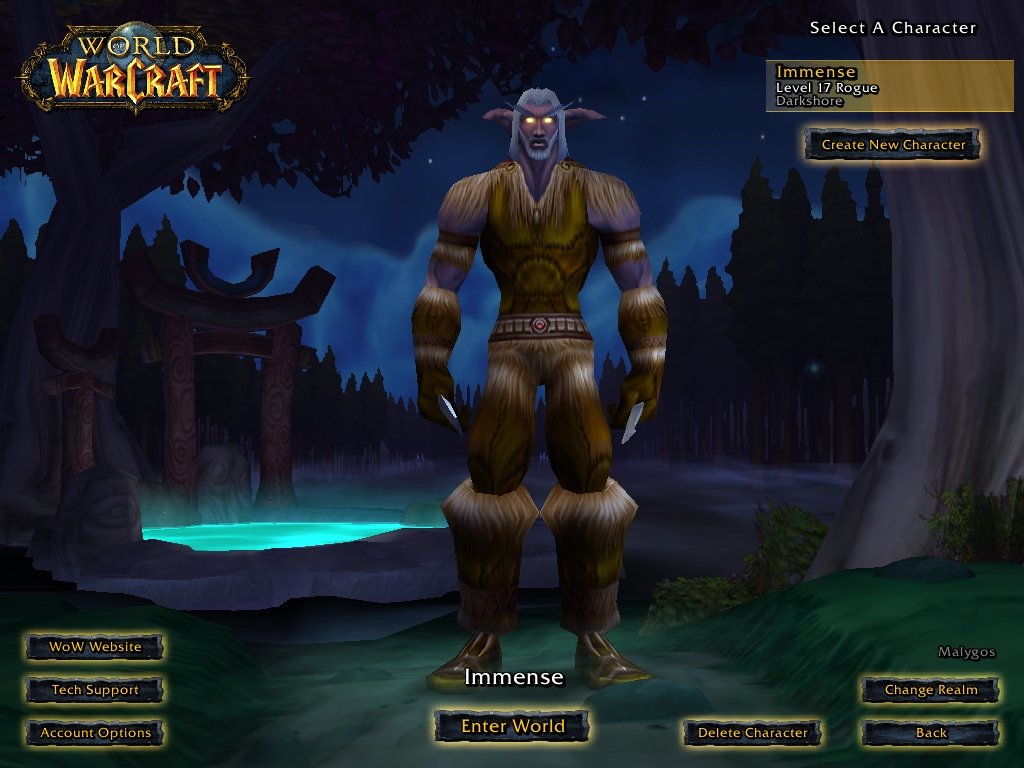 WORLD OF WARCRAFT
Select A Character
Immense
Level 17 Rogue
Darkshore
Create New Character
WoW Website
Tech Support
Account Options
Immense
Enter World
Delete Character
Malygos
Change Realm
Back